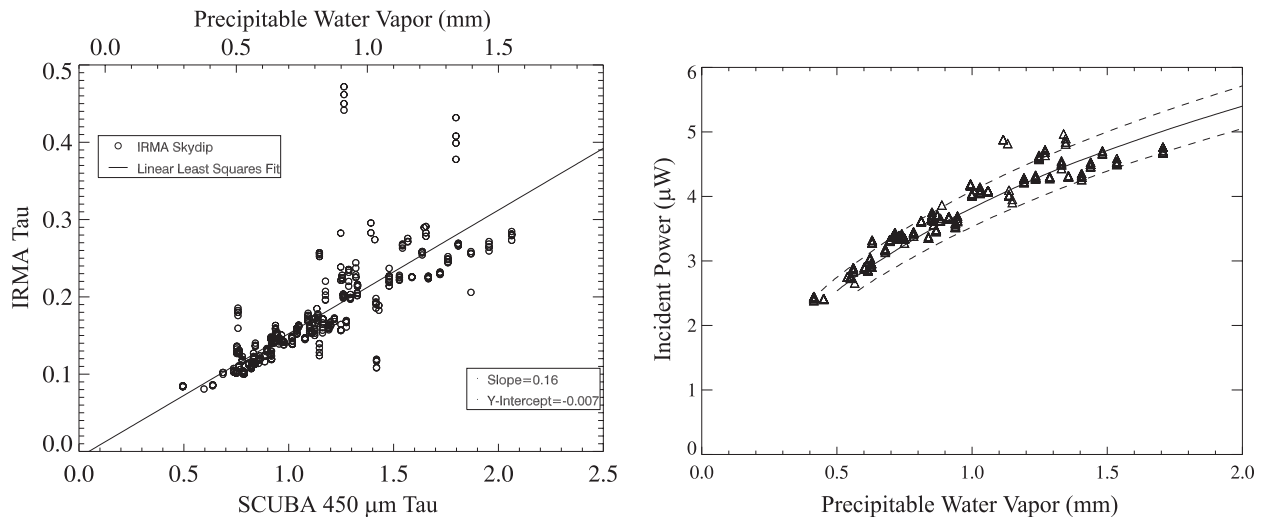 Precipitable Water Vapor (mm)
0.0 0.5 1.0 1.5
0.5
0.4
0.3
0.2
0.1
0.0
IRMA Tau
IRMA Skydip
Linear Least Squares Fit
Slope=0.16
Y-Intercept=-0.007
0.0 0.5 1.0 1.5 2.0 2.5
SCUBA 450 μm Tau
6
5
4
3
2
1
0
Incident Power (μW)
0.0 0.5 1.0 1.5 2.0
Precipitable Water Vapor (mm)